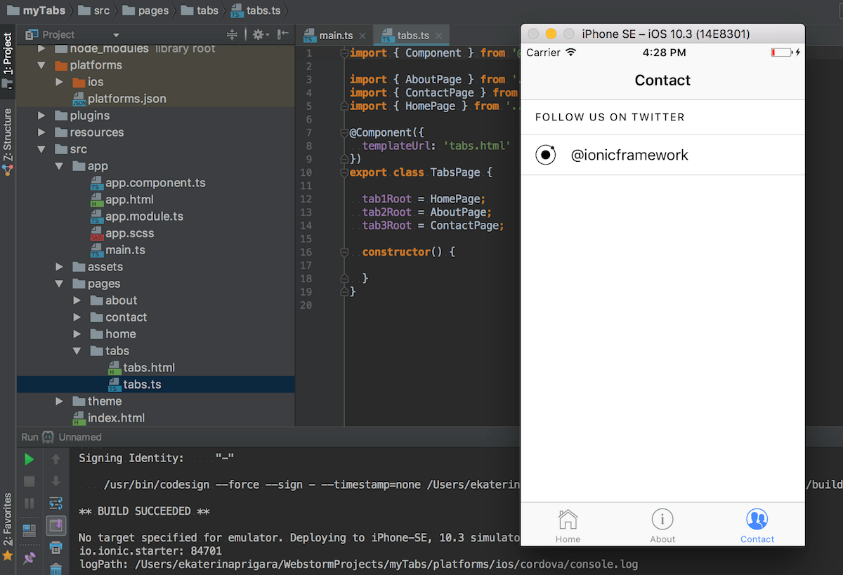 myTabs src pages tabs tabs.ts
1: Project
Z: Structure
2: Favorites
Project
node_modules library root
platforms
ios
platforms.json
plugins
resources
src
app
app.component.ts
app.html
app.module.ts
app.scss
main.ts
assets
pages
about
contact
home
tabs
tabs.html
tabs.ts
theme
index.html
main.ts tabs.ts
1 import { Component } from '
2
3 import { AboutPage } from '.
4 import { ContactPage } from
5 import { HomePage } from '..
6
7 @Component({
8 templateUrl: 'tabs.html'
9 })
10 export class TabsPage {
11
12 tab1Root = HomePage;
13 tab2Root = AboutPage;
14 tab3Root = ContactPage;
15
16 constructor() {
17
18 }
19 }
20
iPhone SE – iOS 10.3 (14E8301)
Carrier 4:28 PM
Contact
FOLLOW US ON TWITTER
@ionicframework
Home About Contact
Run Unnamed
Signing Identity: "-"
/usr/bin/codesign --force --sign - --timestamp=none /Users/ekaterin /build
** BUILD SUCCEEDED **
No target specified for emulator. Deploying to iPhone-SE, 10.3 simulato
io.ionic.starter: 84701
logPath: /Users/ekaterinaprigara/WebstormProjects/myTabs/platforms/ios/cordova/console.log